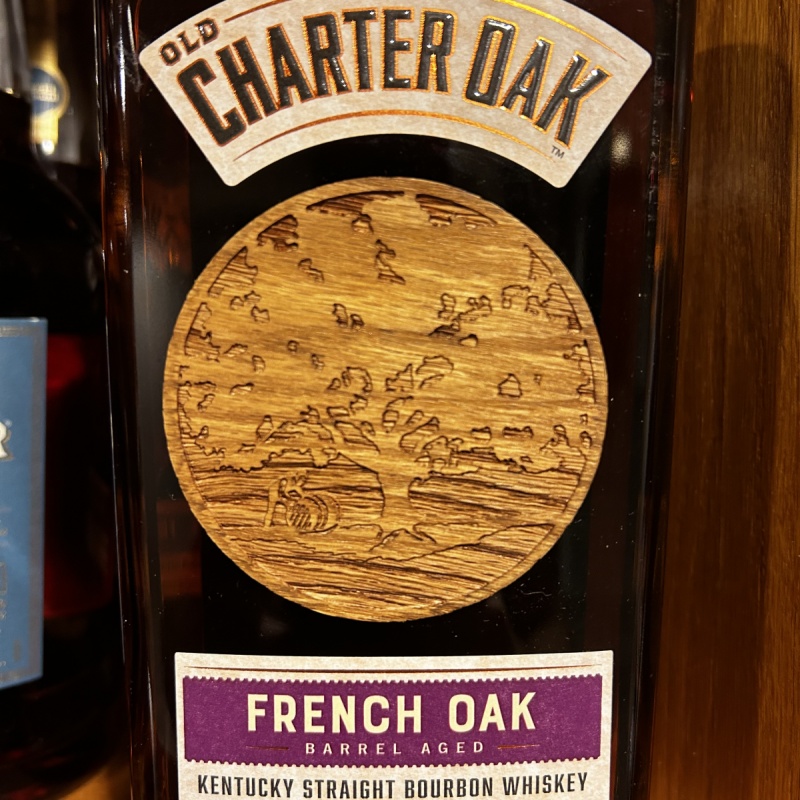 OLD
CHARTER OAK
TM
FRENCH OAK
BARREL AGED
KENTUCKY STRAIGHT BOURBON WHISKEY